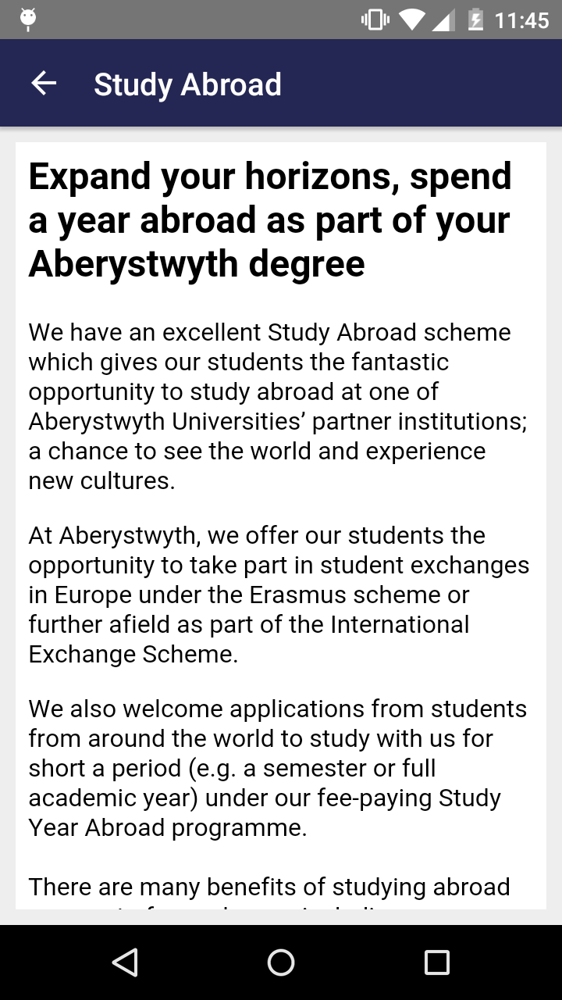 11:45
Study Abroad
Expand your horizons, spend
a year abroad as part of your
Aberystwyth degree
We have an excellent Study Abroad scheme
which gives our students the fantastic
opportunity to study abroad at one of
Aberystwyth Universities’ partner institutions;
a chance to see the world and experience
new cultures.
At Aberystwyth, we offer our students the
opportunity to take part in student exchanges
in Europe under the Erasmus scheme or
further afield as part of the International
Exchange Scheme.
We also welcome applications from students
from around the world to study with us for
short a period (e.g. a semester or full
academic year) under our fee-paying Study
Year Abroad programme.
There are many benefits of studying abroad